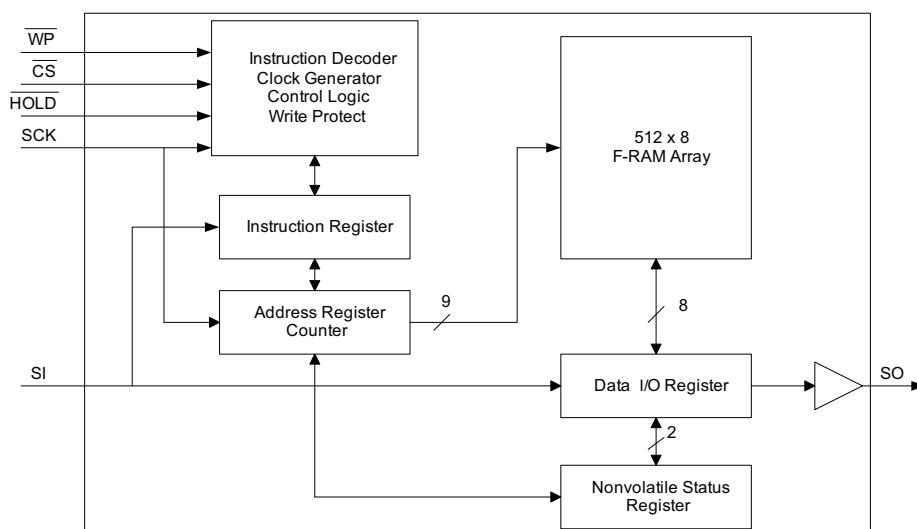 WP
CS
HOLD
SCK
Instruction Decoder
Clock Generator
Control Logic
Write Protect
512 x 8
F-RAM Array
Instruction Register
Address Register
Counter
9
8
SI
Data I/O Register
SO
2
Nonvolatile Status
Register